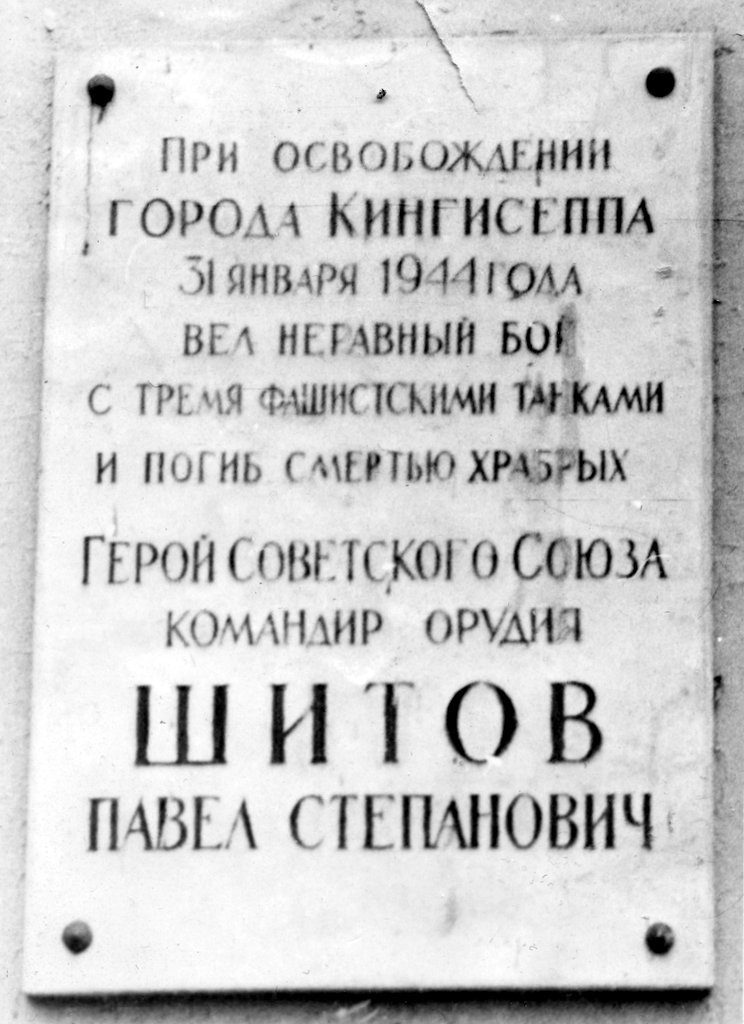 При освобождении
города Кингисеппа
31 января 1944 года
вел неравный бой
с тремя фашистскими танками
и погиб смертью храбрых
Герой Советского Союза
командир орудия
ШИТОВ
ПАВЕЛ СТЕПАНОВИЧ